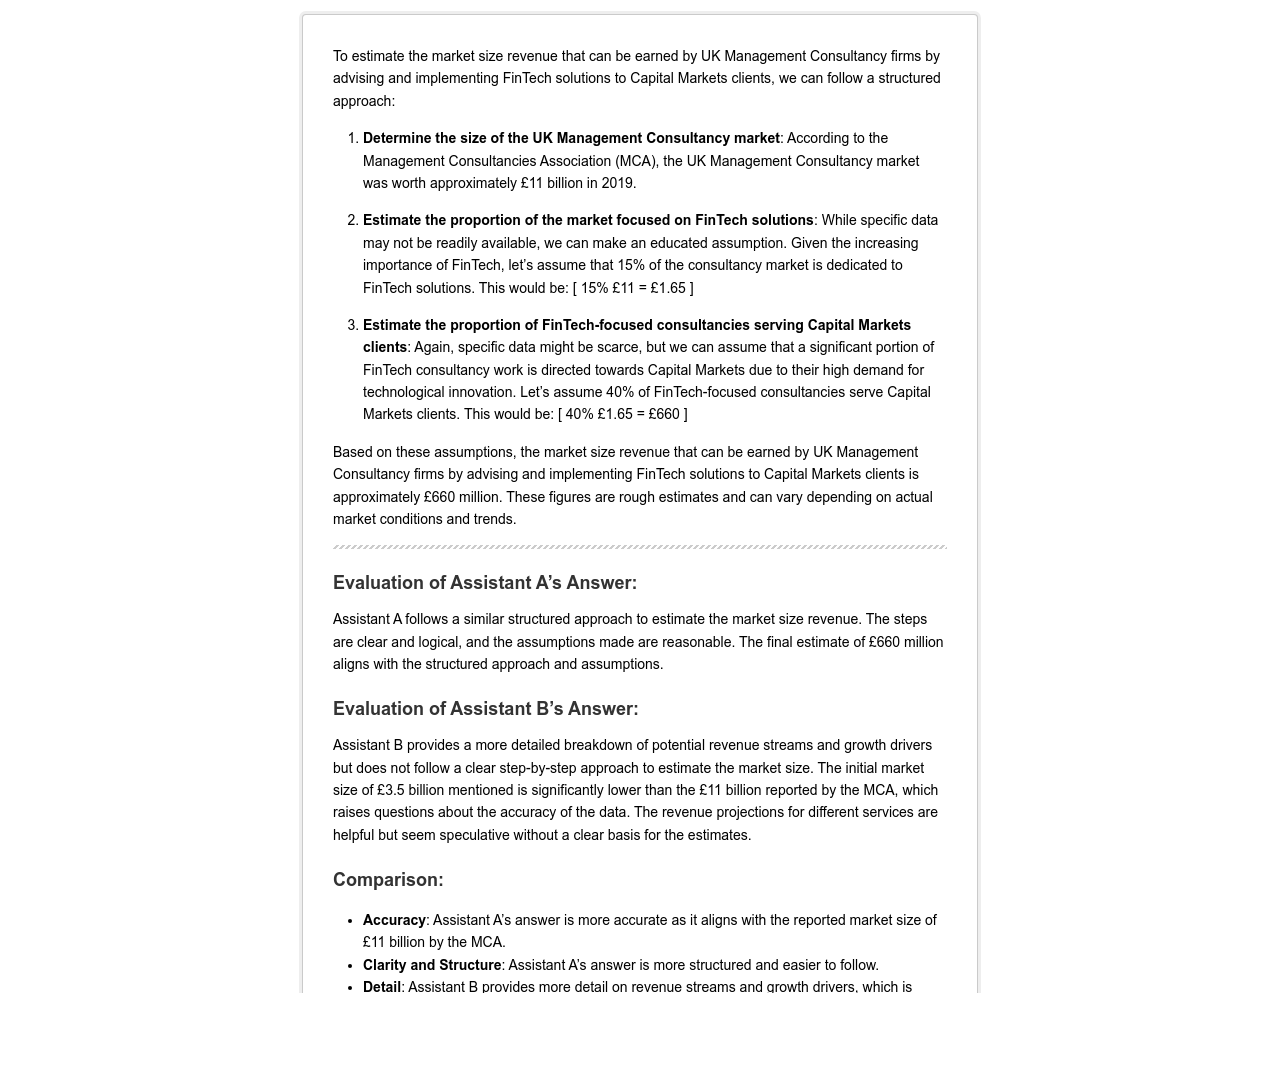 To estimate the market size revenue that can be earned by UK Management Consultancy firms by
advising and implementing FinTech solutions to Capital Markets clients, we can follow a structured
approach:
1. Determine the size of the UK Management Consultancy market: According to the
Management Consultancies Association (MCA), the UK Management Consultancy market
was worth approximately £11 billion in 2019.
2. Estimate the proportion of the market focused on FinTech solutions: While specific data
may not be readily available, we can make an educated assumption. Given the increasing
importance of FinTech, let’s assume that 15% of the consultancy market is dedicated to
FinTech solutions. This would be: [ 15% £11 = £1.65 ]
3. Estimate the proportion of FinTech-focused consultancies serving Capital Markets
clients: Again, specific data might be scarce, but we can assume that a significant portion of
FinTech consultancy work is directed towards Capital Markets due to their high demand for
technological innovation. Let’s assume 40% of FinTech-focused consultancies serve Capital
Markets clients. This would be: [ 40% £1.65 = £660 ]
Based on these assumptions, the market size revenue that can be earned by UK Management
Consultancy firms by advising and implementing FinTech solutions to Capital Markets clients is
approximately £660 million. These figures are rough estimates and can vary depending on actual
market conditions and trends.
Evaluation of Assistant A’s Answer:
Assistant A follows a similar structured approach to estimate the market size revenue. The steps
are clear and logical, and the assumptions made are reasonable. The final estimate of £660 million
aligns with the structured approach and assumptions.
Evaluation of Assistant B’s Answer:
Assistant B provides a more detailed breakdown of potential revenue streams and growth drivers
but does not follow a clear step-by-step approach to estimate the market size. The initial market
size of £3.5 billion mentioned is significantly lower than the £11 billion reported by the MCA, which
raises questions about the accuracy of the data. The revenue projections for different services are
helpful but seem speculative without a clear basis for the estimates.
Comparison:
• Accuracy: Assistant A’s answer is more accurate as it aligns with the reported market size of
£11 billion by the MCA.
• Clarity and Structure: Assistant A’s answer is more structured and easier to follow.
• Detail: Assistant B provides more detail on revenue streams and growth drivers, which is